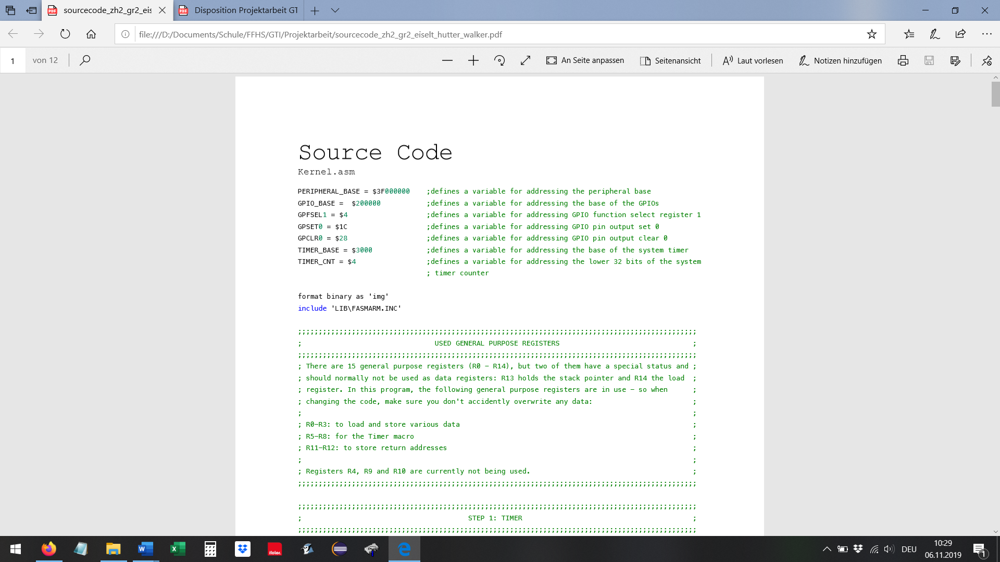 sourcecode_zh2_gr2_eis
Disposition Projektarbeit GT
file:///D:/Documents/Schule/FFHS/GTI/Projektarbeit/sourcecode_zh2_gr2_eiselt_hutter_walker.pdf
1 von 12
An Seite anpassen
Seitenansicht
Laut vorlesen
Notizen hinzufügen
Source Code
Kernel.asm
PERIPHERAL_BASE = $3F000000    ;defines a variable for addressing the peripheral base
GPIO_BASE =  $200000           ;defines a variable for addressing the base of the GPIOs
GPFSEL1 = $4                   ;defines a variable for addressing GPIO function select register 1
GPSET0 = $1C                   ;defines a variable for addressing GPIO pin output set 0
GPCLR0 = $28                   ;defines a variable for addressing GPIO pin output clear 0
TIMER_BASE = $3000             ;defines a variable for addressing the base of the system timer
TIMER_CNT = $4                 ;defines a variable for addressing the lower 32 bits of the system
                               ; timer counter
format binary as 'img'
include 'LIB\FASMARM.INC'
;;;;;;;;;;;;;;;;;;;;;;;;;;;;;;;;;;;;;;;;;;;;;;;;;;;;;;;;;;;;;;;;;;;;;;;;;;;;;;;;;;;;;;;;;;;;;;;;
;                                USED GENERAL PURPOSE REGISTERS                                ;
;;;;;;;;;;;;;;;;;;;;;;;;;;;;;;;;;;;;;;;;;;;;;;;;;;;;;;;;;;;;;;;;;;;;;;;;;;;;;;;;;;;;;;;;;;;;;;;;
; There are 15 general purpose registers (R0 - R14), but two of them have a special status and ;
; should normally not be used as data registers: R13 holds the stack pointer and R14 the load  ;
; register. In this program, the following general purpose registers are in use - so when      ;
; changing the code, make sure you don't accidently overwrite any data:                        ;
;                                                                                              ;
; R0-R3: to load and store various data                                                        ;
; R5-R8: for the Timer macro                                                                   ;
; R11-R12: to store return addresses                                                           ;
;                                                                                              ;
; Registers R4, R9 and R10 are currently not being used.                                       ;
;;;;;;;;;;;;;;;;;;;;;;;;;;;;;;;;;;;;;;;;;;;;;;;;;;;;;;;;;;;;;;;;;;;;;;;;;;;;;;;;;;;;;;;;;;;;;;;;
;;;;;;;;;;;;;;;;;;;;;;;;;;;;;;;;;;;;;;;;;;;;;;;;;;;;;;;;;;;;;;;;;;;;;;;;;;;;;;;;;;;;;;;;;;;;;;;;
;                                        STEP 1: TIMER                                         ;
;;;;;;;;;;;;;;;;;;;;;;;;;;;;;;;;;;;;;;;;;;;;;;;;;;;;;;;;;;;;;;;;;;;;;;;;;;;;;;;;;;;;;;;;;;;;;;;;
ifolor.
DEU
10:29
06.11.2019
1